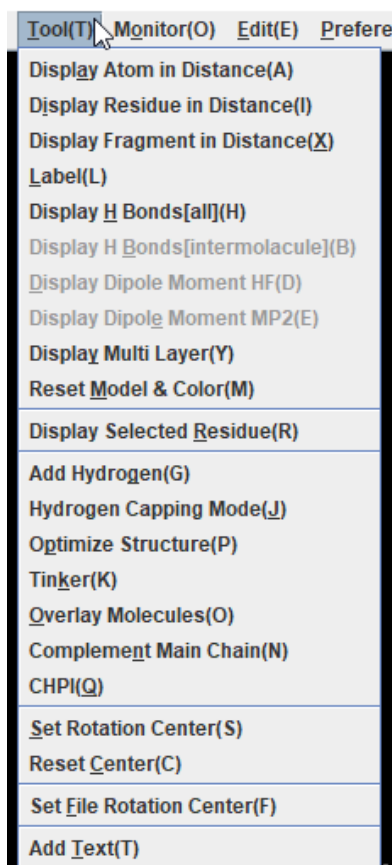 Tool(T) Monitor(O) Edit(E) Prefere
Display Atom in Distance(A)
Display Residue in Distance(I)
Display Fragment in Distance(X)
Label(L)
Display H Bonds[all](H)
Display H Bonds[intermolacule](B)
Display Dipole Moment HF(D)
Display Dipole Moment MP2(E)
Display Multi Layer(Y)
Reset Model & Color(M)
Display Selected Residue(R)
Add Hydrogen(G)
Hydrogen Capping Mode(J)
Optimize Structure(P)
Tinker(K)
Overlay Molecules(O)
Complement Main Chain(N)
CHPI(Q)
Set Rotation Center(S)
Reset Center(C)
Set File Rotation Center(F)
Add Text(T)